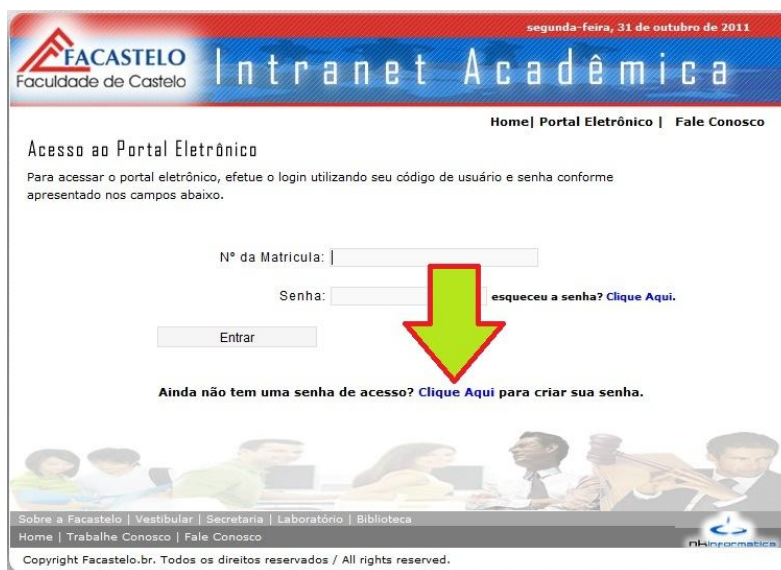 segunda-feira, 31 de outubro de 2011
FACASTELO
Faculdade de Castelo
Intranet Acadêmica
Home| Portal Eletrônico | Fale Conosco
Acesso ao Portal Eletrônico
Para acessar o portal eletrônico, efetue o login utilizando seu código de usuário e senha conforme
apresentado nos campos abaixo.
Nº da Matricula:
Senha:
esqueceu a senha? Clique Aqui.
Entrar
Ainda não tem uma senha de acesso? Clique Aqui para criar sua senha.
Sobre a Facastelo | Vestibular | Secretaria | Laboratório | Biblioteca
Home | Trabalhe Conosco | Fale Conosco
nkinformatica
Copyright Facastelo.br. Todos os direitos reservados / All rights reserved.